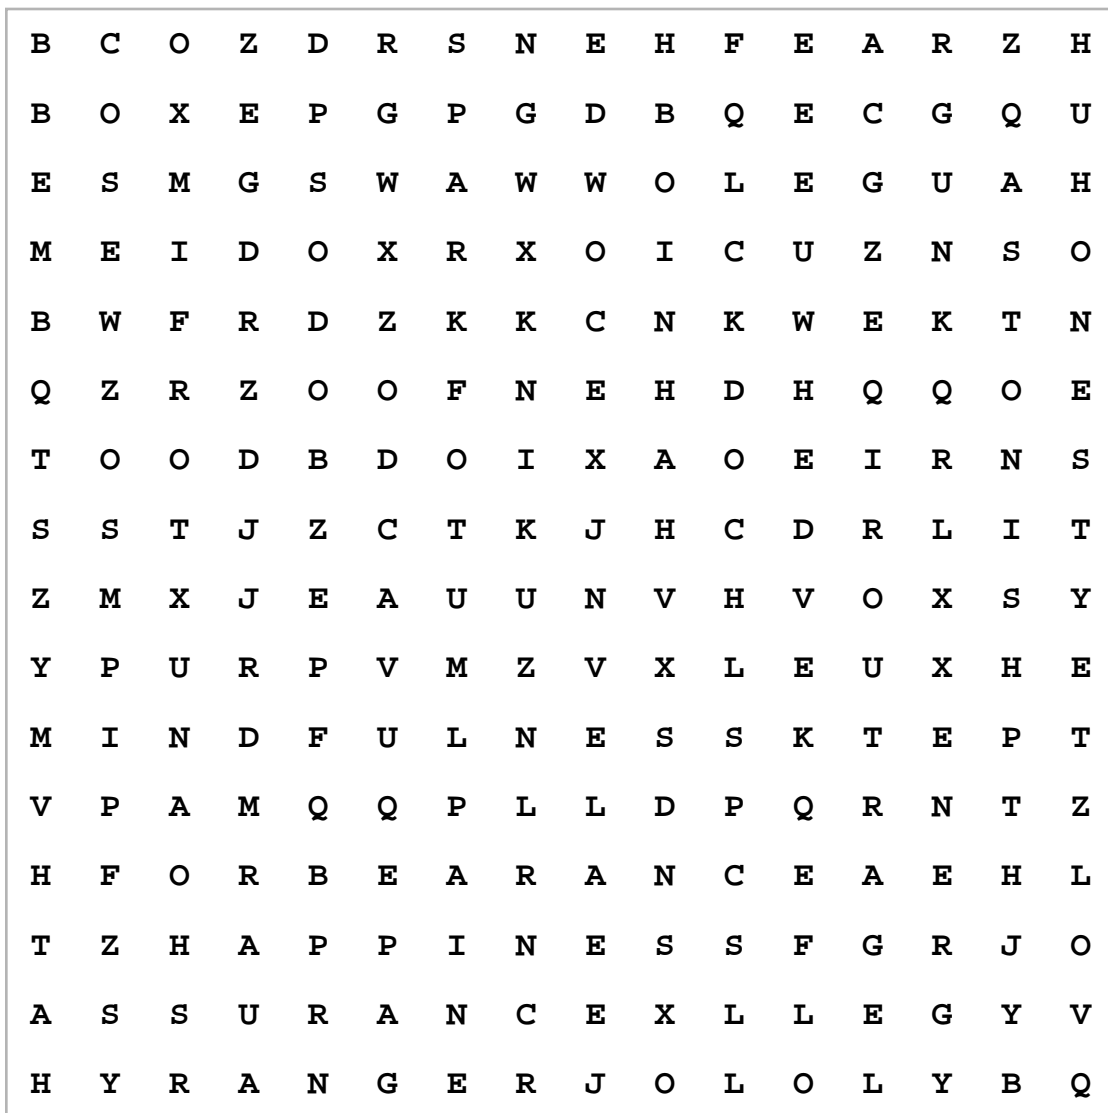 B C O Z D R S N E H F E A R Z H
B O X E P G P G D B Q E C G Q U
E S M G S W A W W O L E G U A H
M E I D O X R X O I C U Z N S O
B W F R D Z K K C N K W E K T N
Q Z R Z O O F N E H D H Q Q O E
T O O D B D O I X A O E I R N S
S S T J Z C T K J H C D R L I T
Z M X J E A U U N V H V O X S Y
Y P U R P V M Z V X L E U X H E
M I N D F U L N E S S K T E P T
V P A M Q Q P L L D P Q R N T Z
H F O R B E A R A N C E A E H L
T Z H A P P I N E S S F G R J O
A S S U R A N C E X L L E G Y V
H Y R A N G E R J O L O L Y B Q